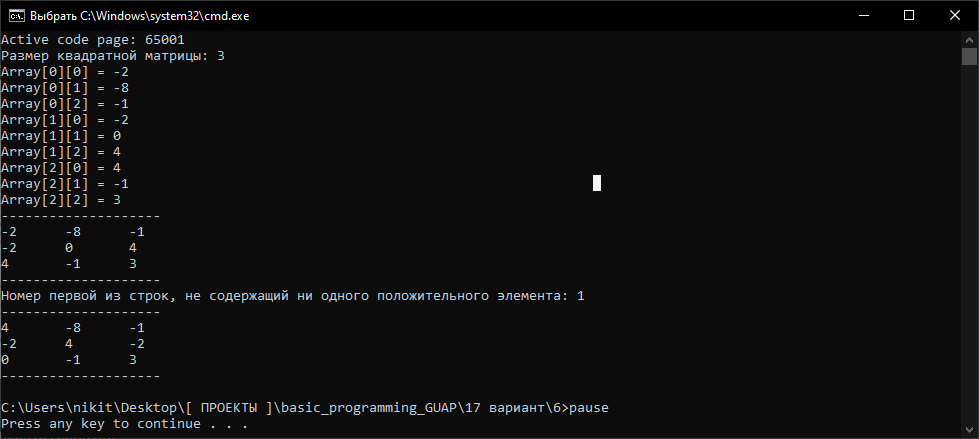 Выбрать C:\Windows\system32\cmd.exe
Active code page: 65001
Размер квадратной матрицы: 3
Array[0][0] = -2
Array[0][1] = -8
Array[0][2] = -1
Array[1][0] = -2
Array[1][1] = 0
Array[1][2] = 4
Array[2][0] = 4
Array[2][1] = -1
Array[2][2] = 3
--------------------
-2 -8 -1
-2 0 4
4 -1 3
--------------------
Номер первой из строк, не содержащий ни одного положительного элемента: 1
--------------------
4 -8 -1
-2 4 -2
0 -1 3
--------------------
C:\Users\nikit\Desktop\[ ПРОЕКТЫ ]\basic_programming_GUAP\17 вариант\6>pause
Press any key to continue . . .